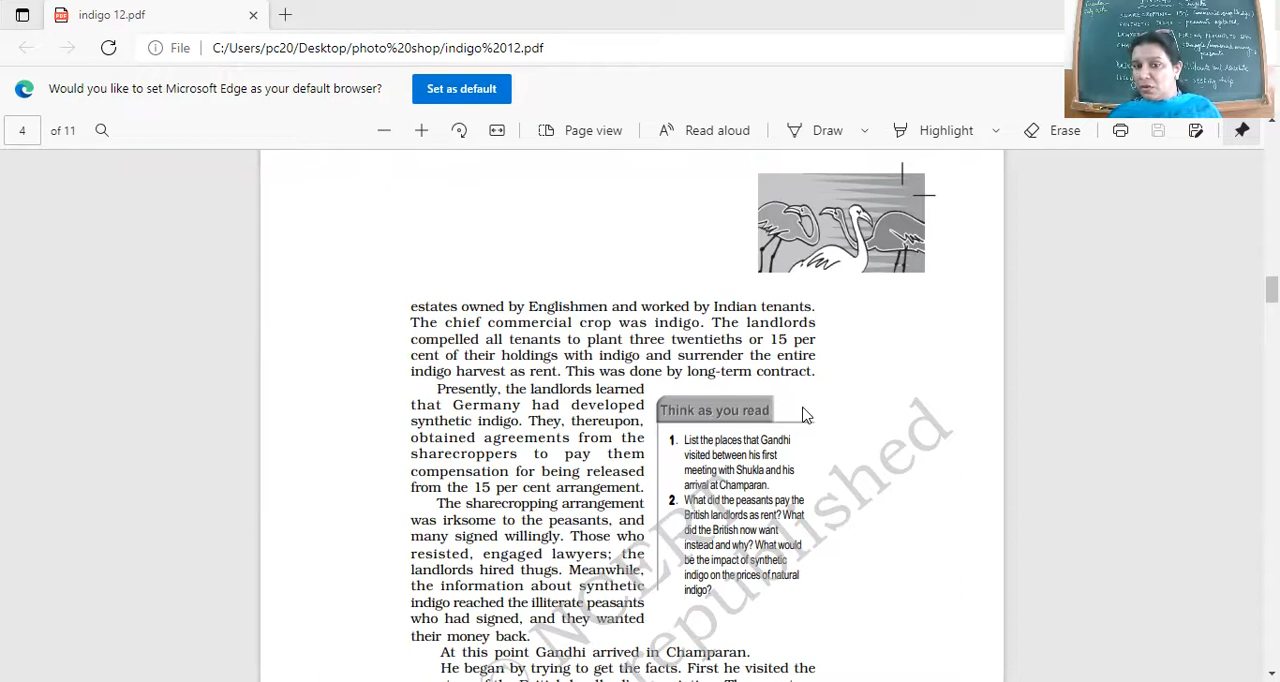 indigo 12.pdf
File
C:/Users/pc20/Desktop/photo%20shop/indigo%2012.pdf
Would you like to set Microsoft Edge as your default browser?
Set as default
4 of 11
Page view
Read aloud
Draw
Highlight
Erase
estates owned by Englishmen and worked by Indian tenants.
The chief commercial crop was indigo. The landlords
compelled all tenants to plant three twentieths or 15 per
cent of their holdings with indigo and surrender the entire
indigo harvest as rent. This was done by long-term contract.
Presently, the landlords learned
that Germany had developed
synthetic indigo. They, thereupon,
obtained agreements from the
sharecroppers to pay them
compensation for being released
from the 15 per cent arrangement.
The sharecropping arrangement
was irksome to the peasants, and
many signed willingly. Those who
resisted, engaged lawyers; the
landlords hired thugs. Meanwhile,
the information about synthetic
indigo reached the illiterate peasants
who had signed, and they wanted
their money back.
Think as you read
1. List the places that Gandhi
visited between his first
meeting with Shukla and his
arrival at Champaran.
2. What did the peasants pay the
British landlords as rent? What
did the British now want
instead and why? What would
be the impact of synthetic
indigo on the prices of natural
indigo?
At this point Gandhi arrived in Champaran.
He began by trying to get the facts. First he visited the
© NCERT
republished